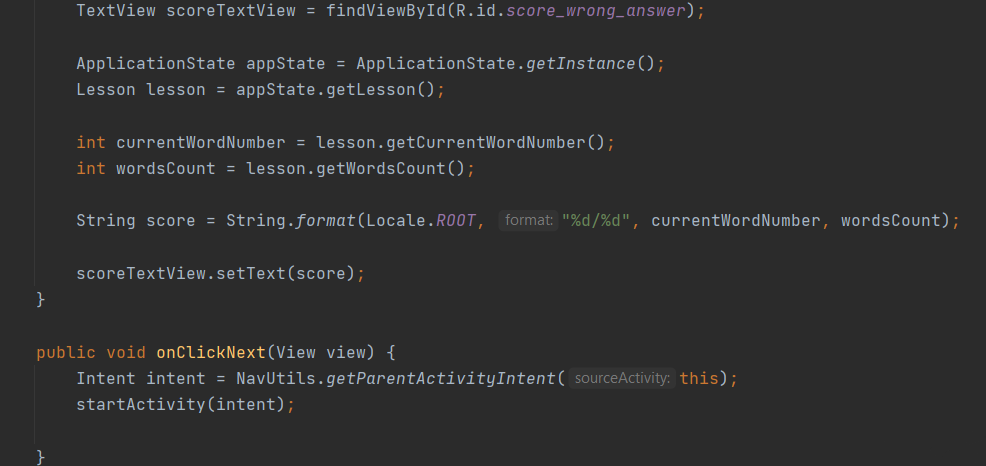 TextView scoreTextView = findViewById(R.id.score_wrong_answer);
ApplicationState appState = ApplicationState.getInstance();
Lesson lesson = appState.getLesson();
int currentWordNumber = lesson.getCurrentWordNumber();
int wordsCount = lesson.getWordsCount();
String score = String.format(Locale.ROOT, format: "%d/%d", currentWordNumber, wordsCount);
scoreTextView.setText(score);
}
public void onClickNext(View view) {
Intent intent = NavUtils.getParentActivityIntent( sourceActivity: this);
startActivity(intent);
}